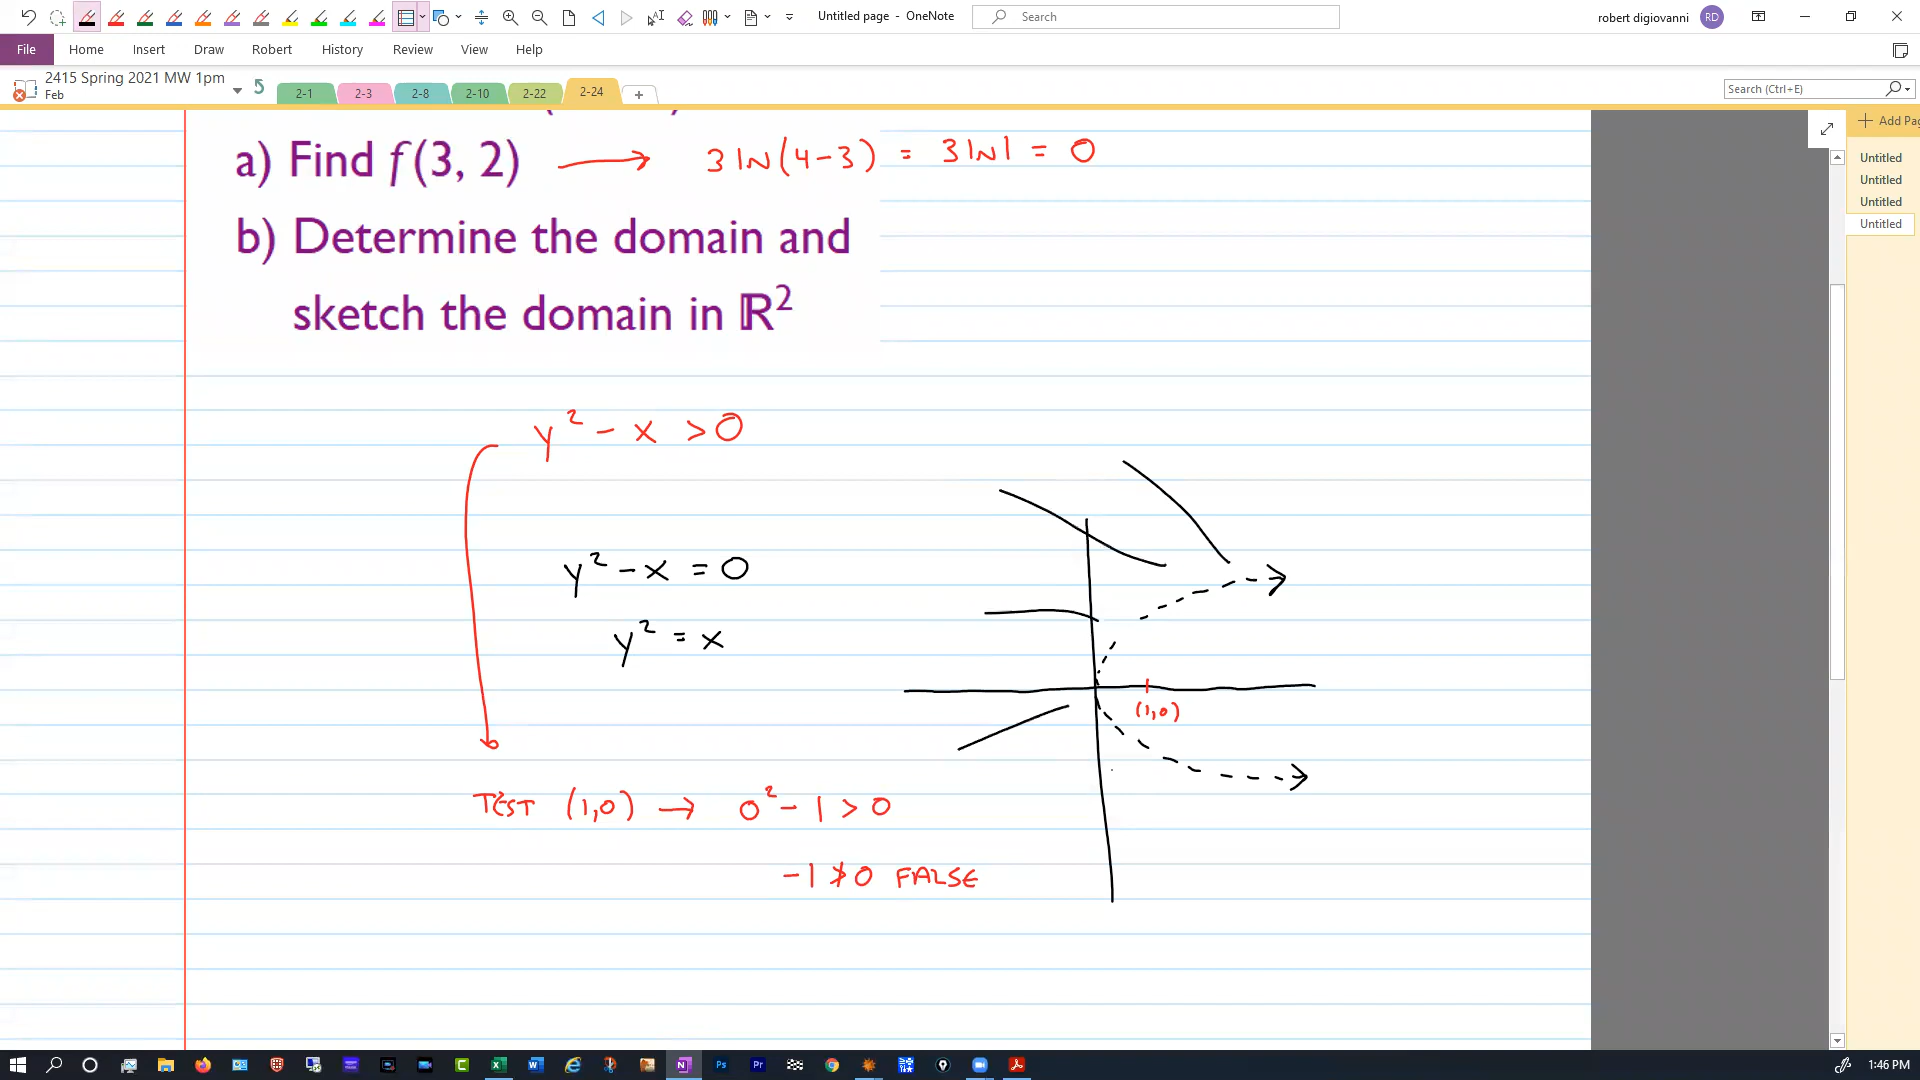 Untitled page - OneNote
Search
robert digiovanni
RD
File Home Insert Draw Robert History Review View Help
2415 Spring 2021 MW 1pm
Feb
2-1 2-3 2-8 2-10 2-22 2-24 +
Search (Ctrl+E)
Add Pag
Untitled
Untitled
Untitled
Untitled
a) Find f(3, 2) → 3 ln(4-3) = 3 ln 1 = 0
b) Determine the domain and
sketch the domain in ℝ²
y² - x > 0
y² - x = 0
y² = x
(1,0)
TEST (1,0) → 0² - 1 > 0
-1 ≯ 0 FALSE
1:46 PM